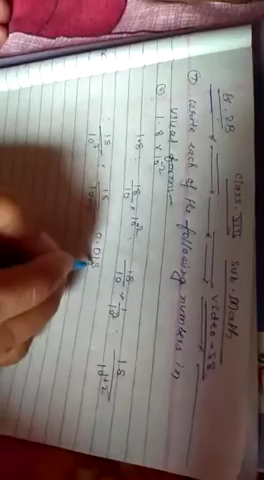 Class. VIII Sub. Math
Ex. 2B Video - 58
(7) write each of the following numbers in
usual form -
(v) 1.8 × 10⁻²
1.8 : 18/10 × 10⁻² 18/10 × 1/10² : 18/10¹⁺²
18/10³ : 18 0.018